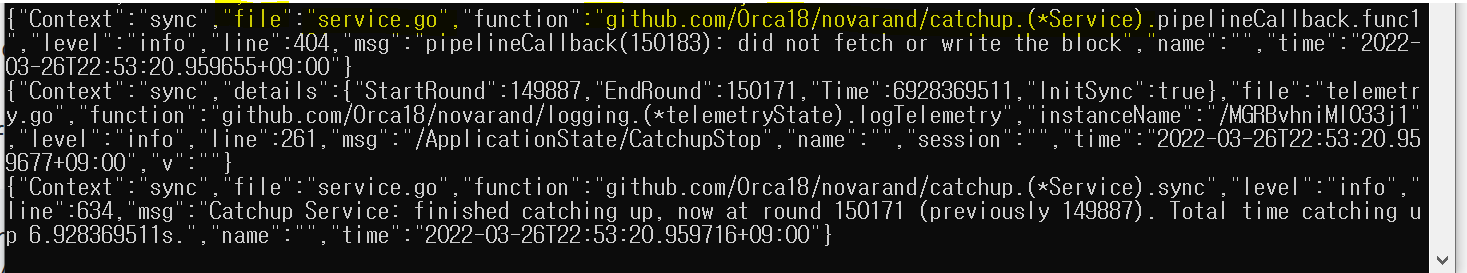 {"Context":"sync","file":"service.go","function":"github.com/Orca18/novarand/catchup.(*Service).pipelineCallback.func1
","level":"info","line":404,"msg":"pipelineCallback(150183): did not fetch or write the block","name":"","time":"2022-
03-26T22:53:20.959655+09:00"}
{"Context":"sync","details":{"StartRound":149887,"EndRound":150171,"Time":6928369511,"InitSync":true},"file":"telemetr
y.go","function":"github.com/Orca18/novarand/logging.(*telemetryState).logTelemetry","instanceName":"/MGRBvhniMIO33j1"
,"level":"info","line":261,"msg":"/ApplicationState/CatchupStop","name":"","session":"","time":"2022-03-26T22:53:20.95
9677+09:00","v":""}
{"Context":"sync","file":"service.go","function":"github.com/Orca18/novarand/catchup.(*Service).sync","level":"info","
line":634,"msg":"Catchup Service: finished catching up, now at round 150171 (previously 149887). Total time catching u
p 6.928369511s.","name":"","time":"2022-03-26T22:53:20.959716+09:00"}